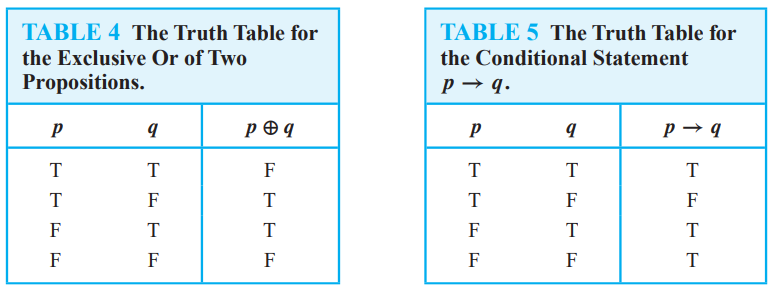 TABLE 4 The Truth Table for
the Exclusive Or of Two
Propositions.
p q p ⊕ q
T T F
T F T
F T T
F F F
TABLE 5 The Truth Table for
the Conditional Statement
p → q.
p q p → q
T T T
T F F
F T T
F F T